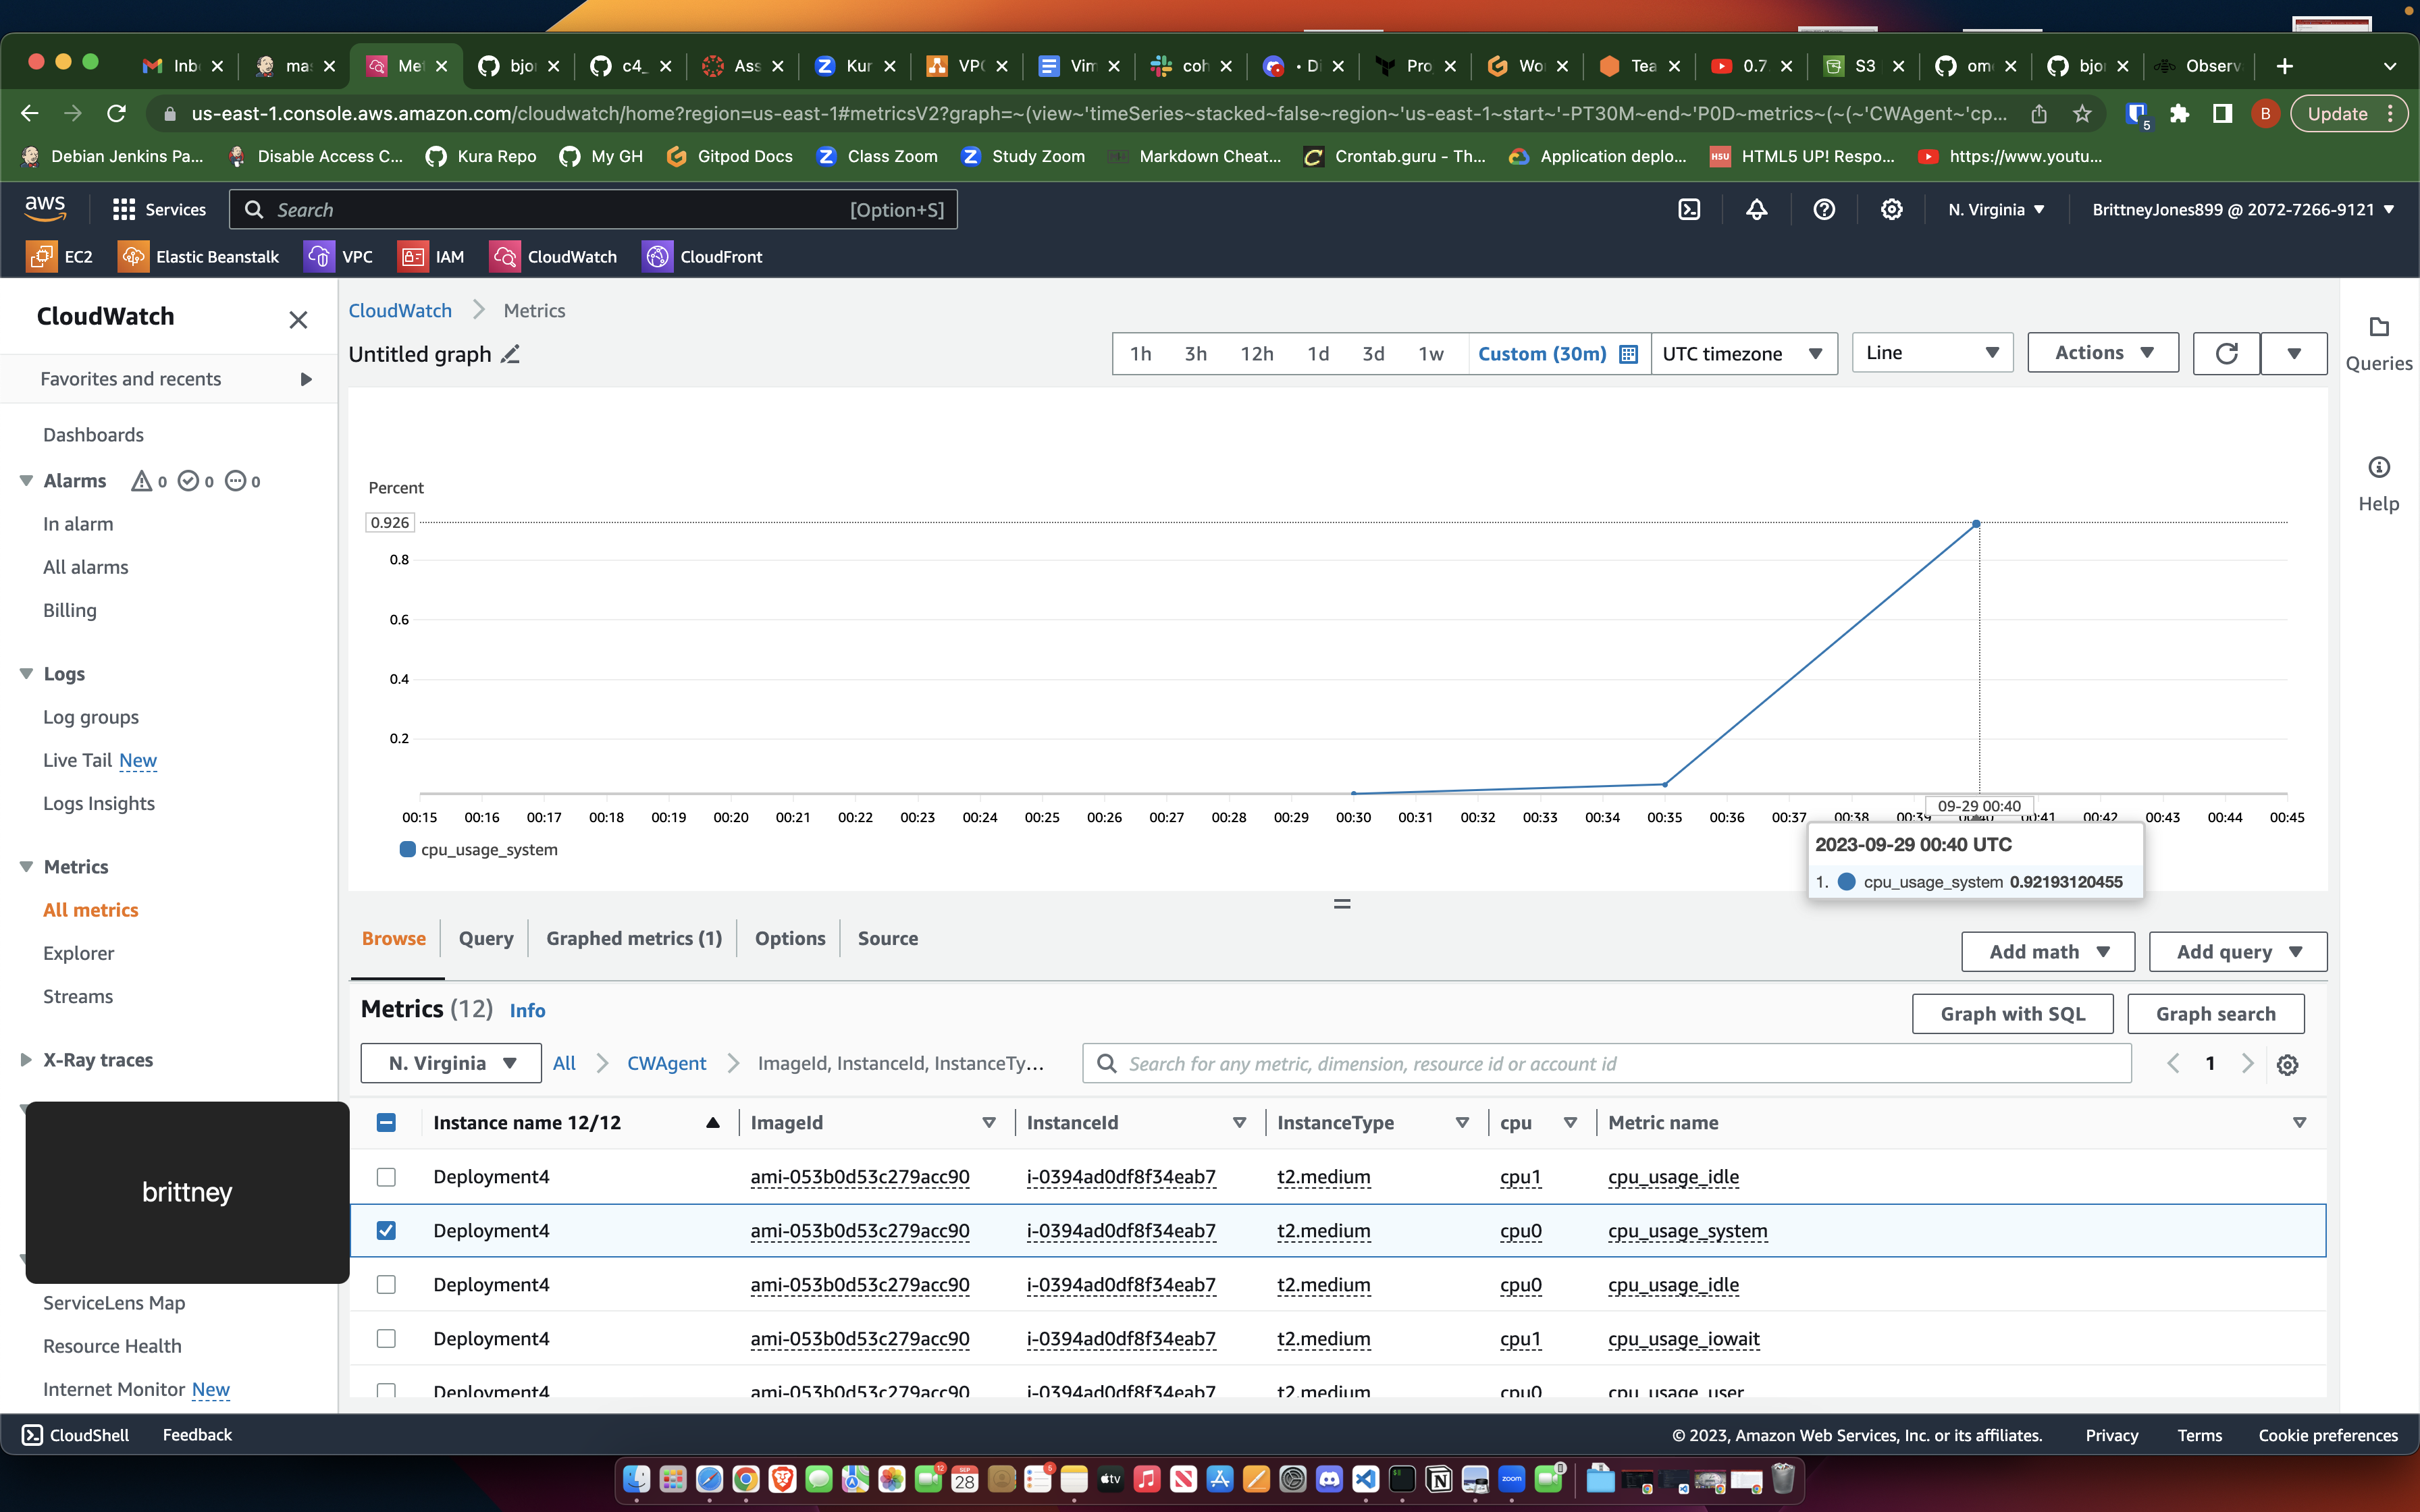 Inb
ma
Me
bjo
c4_
Ass
Kur
VPC
Vim
coh
• Di
Pro
Wo
Tea
0.7
S3
om
bjo
Observ
us-east-1.console.aws.amazon.com/cloudwatch/home?region=us-east-1#metricsV2?graph=~(view~'timeSeries~stacked~false~region~'us-east-1~start~'-PT30M~end~'P0D~metrics~(~(~'CWAgent~'cp...
5
B
Update
Debian Jenkins Pa...
Disable Access C...
Kura Repo
My GH
Gitpod Docs
Class Zoom
Study Zoom
Markdown Cheat...
Crontab.guru - Th...
Application deplo...
HSU
HTML5 UP! Respo...
https://www.youtu...
aws
Services
Search
[Option+S]
N. Virginia
BrittneyJones899 @ 2072-7266-9121
EC2
Elastic Beanstalk
VPC
IAM
CloudWatch
CloudFront
CloudWatch
Favorites and recents
Dashboards
Alarms 0 0 0
In alarm
All alarms
Billing
Logs
Log groups
Live Tail New
Logs Insights
Metrics
All metrics
Explorer
Streams
X-Ray traces
brittney
ServiceLens Map
Resource Health
Internet Monitor New
CloudWatch
Metrics
Untitled graph
1h 3h 12h 1d 3d 1w Custom (30m)
UTC timezone
Line
Actions
Queries
Help
Percent
0.926
0.8
0.6
0.4
0.2
00:15 00:16 00:17 00:18 00:19 00:20 00:21 00:22 00:23 00:24 00:25 00:26 00:27 00:28 00:29 00:30 00:31 00:32 00:33 00:34 00:35 00:36 00:37 00:38 00:39 00:40 00:41 00:42 00:43 00:44 00:45
09-29 00:40
cpu_usage_system
2023-09-29 00:40 UTC
1. cpu_usage_system 0.92193120455
Browse
Query
Graphed metrics (1)
Options
Source
Add math
Add query
Metrics (12) Info
Graph with SQL
Graph search
N. Virginia
All
CWAgent
ImageId, InstanceId, InstanceTy...
Search for any metric, dimension, resource id or account id
1
Instance name 12/12 ImageId InstanceId InstanceType cpu Metric name
Deployment4 ami-053b0d53c279acc90 i-0394ad0df8f34eab7 t2.medium cpu1 cpu_usage_idle
Deployment4 ami-053b0d53c279acc90 i-0394ad0df8f34eab7 t2.medium cpu0 cpu_usage_system
Deployment4 ami-053b0d53c279acc90 i-0394ad0df8f34eab7 t2.medium cpu0 cpu_usage_idle
Deployment4 ami-053b0d53c279acc90 i-0394ad0df8f34eab7 t2.medium cpu1 cpu_usage_iowait
Deployment4 ami-053b0d53c279acc90 i-0394ad0df8f34eab7 t2.medium cpu0 cpu_usage_user
CloudShell
Feedback
© 2023, Amazon Web Services, Inc. or its affiliates.
Privacy
Terms
Cookie preferences
12
SEP
28
6
tv
zoom